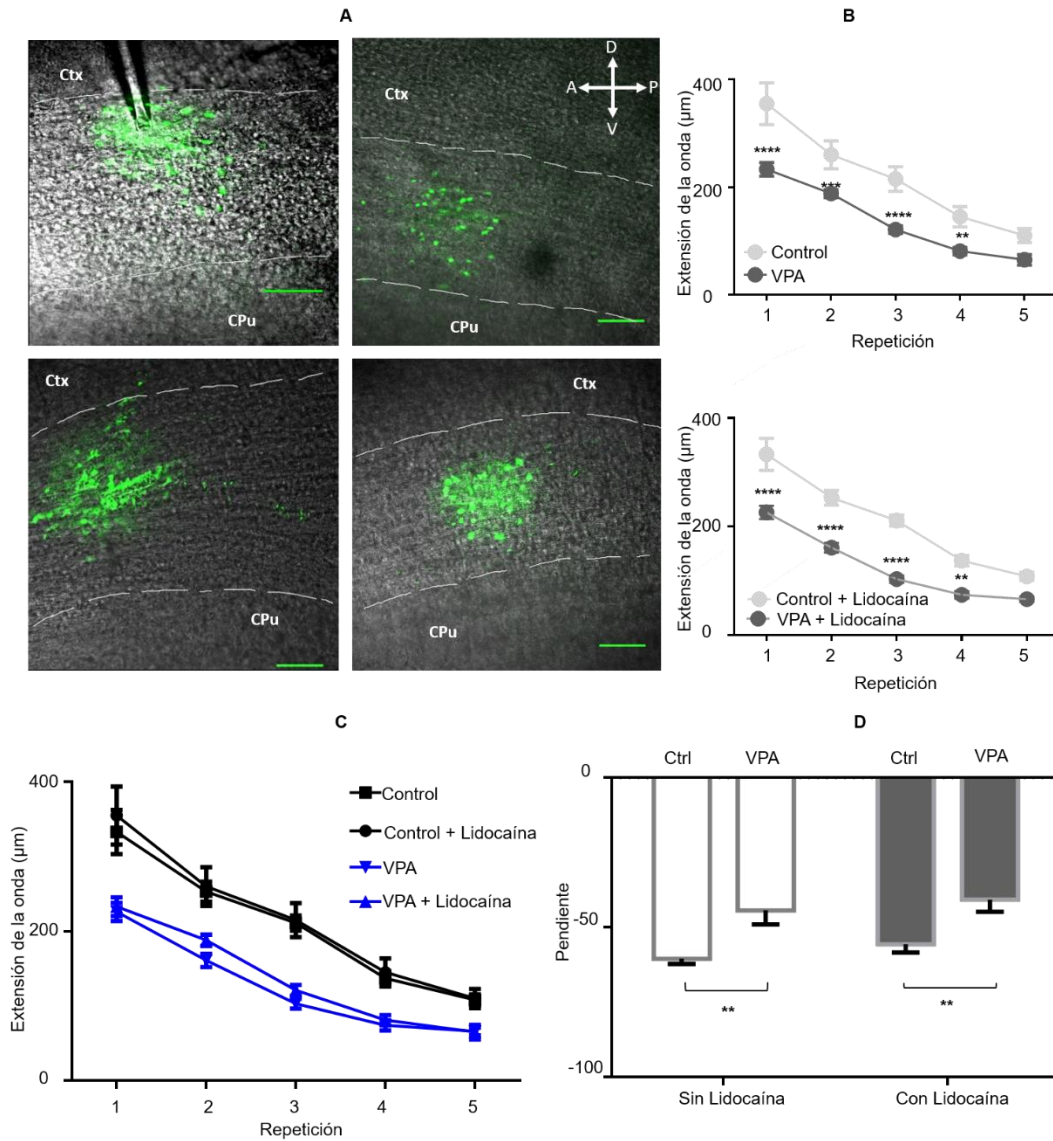 A
Ctx
Ctx
D
A
P
V
CPu
CPu
Ctx
Ctx
CPu
CPu
B
Extensión de la onda (μm)
400
200
0
****
***
****
**
Control
VPA
1 2 3 4 5
Repetición
Extensión de la onda (μm)
400
200
0
****
****
****
**
Control + Lidocaína
VPA + Lidocaína
1 2 3 4 5
Repetición
C
Extensión de la onda (μm)
400
200
0
Control
Control + Lidocaína
VPA
VPA + Lidocaína
1 2 3 4 5
Repetición
D
Ctrl VPA Ctrl VPA
Pendiente
0
-50
-100
**
**
Sin Lidocaína Con Lidocaína